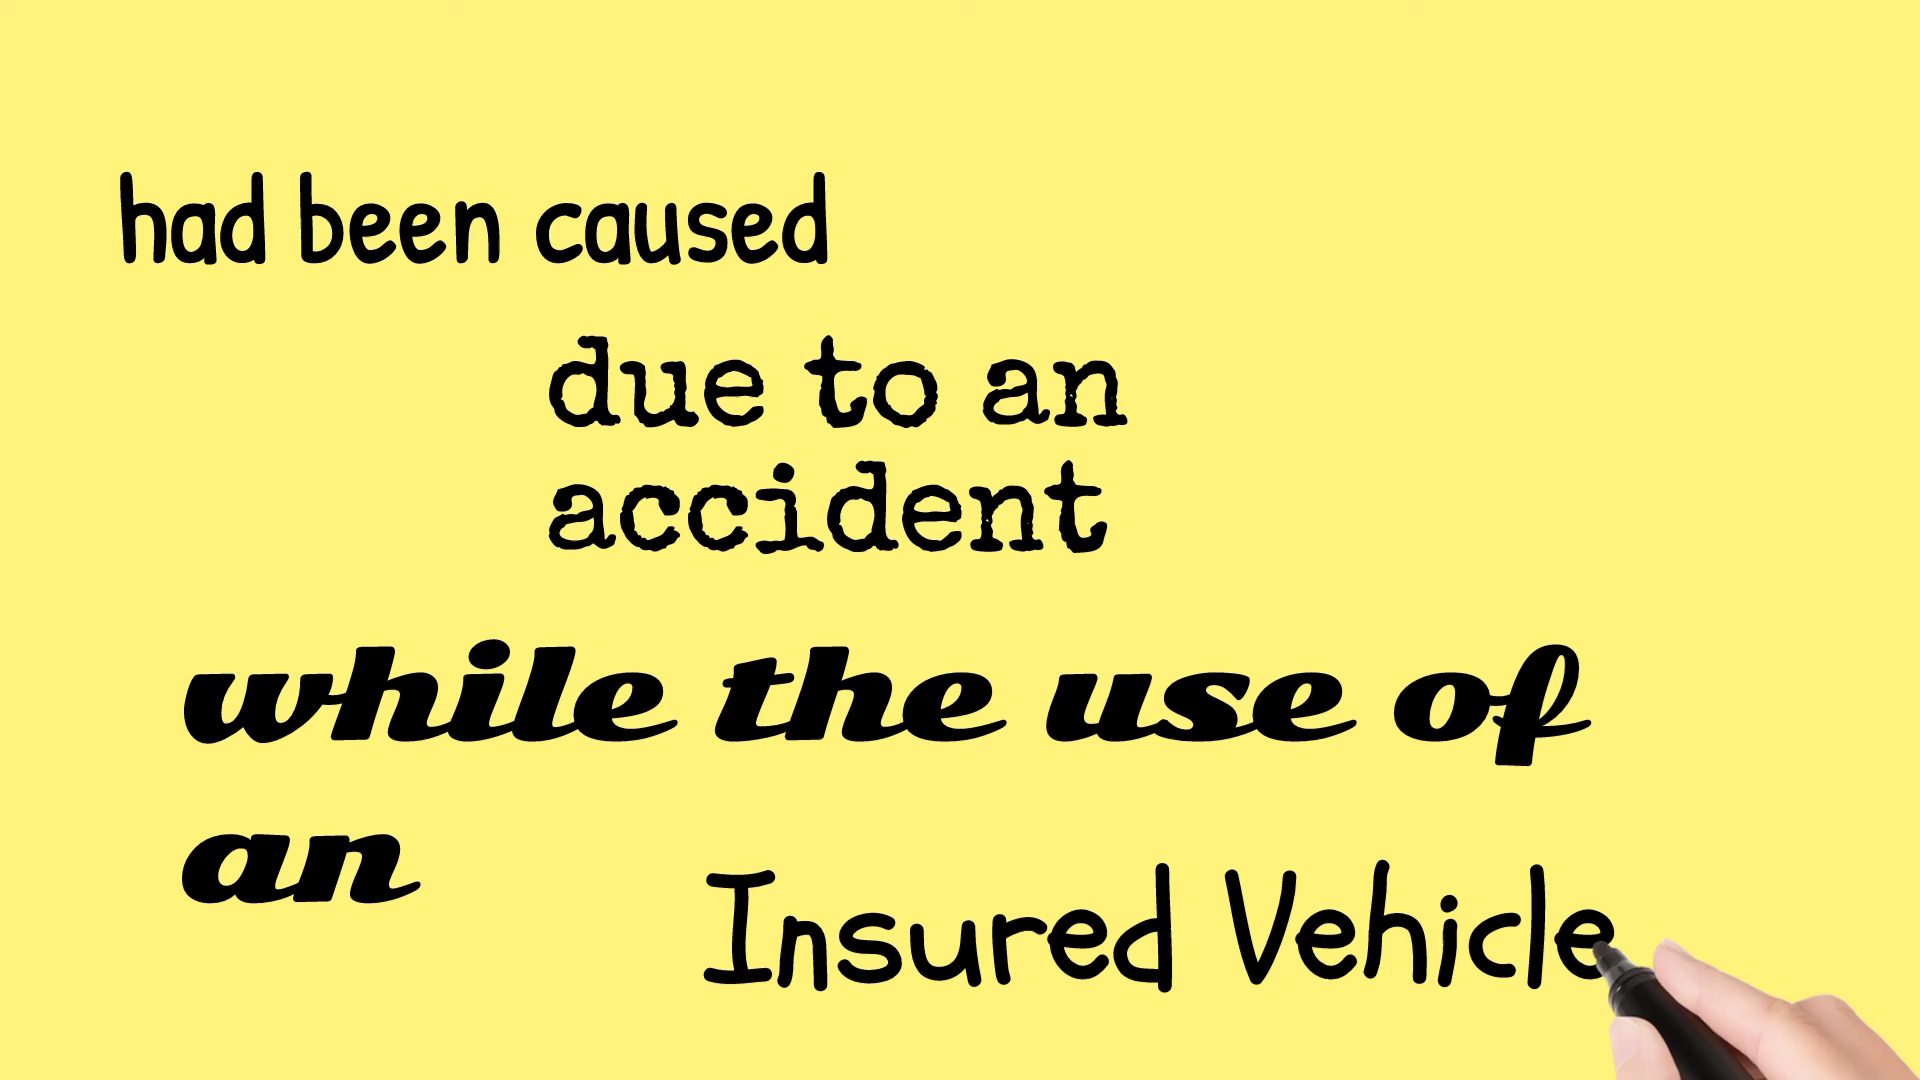 had been caused
due to an
accident
while the use of
an
Insured Vehicle